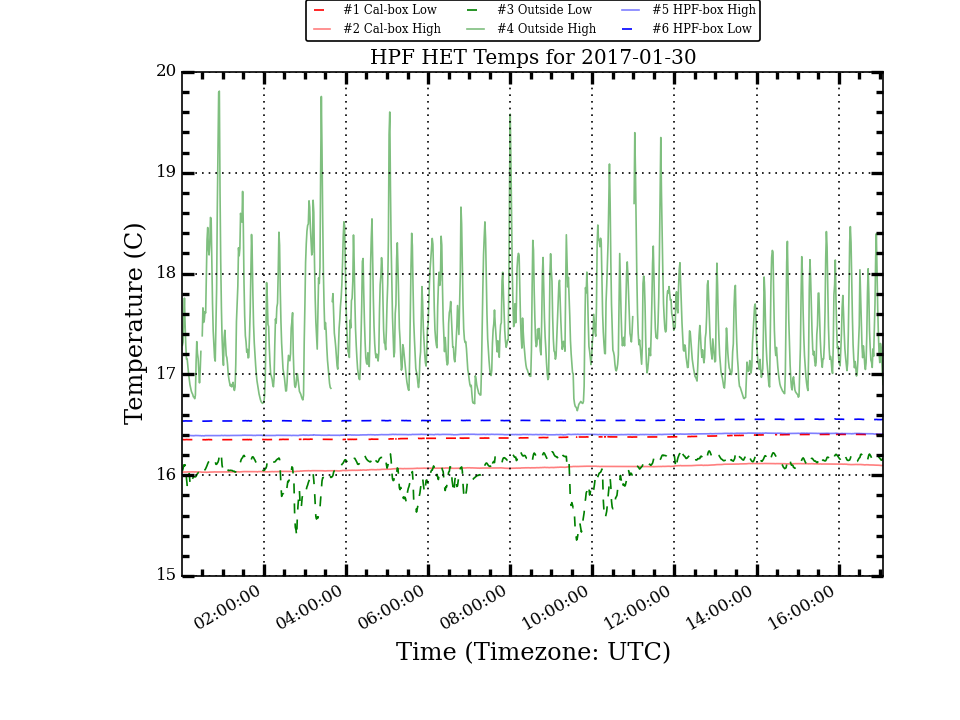 #1 Cal-box Low #3 Outside Low #5 HPF-box High
#2 Cal-box High #4 Outside High #6 HPF-box Low
HPF HET Temps for 2017-01-30
20
19
18
17
16
15
Temperature (C)
02:00:00 04:00:00 06:00:00 08:00:00 10:00:00 12:00:00 14:00:00 16:00:00
Time (Timezone: UTC)